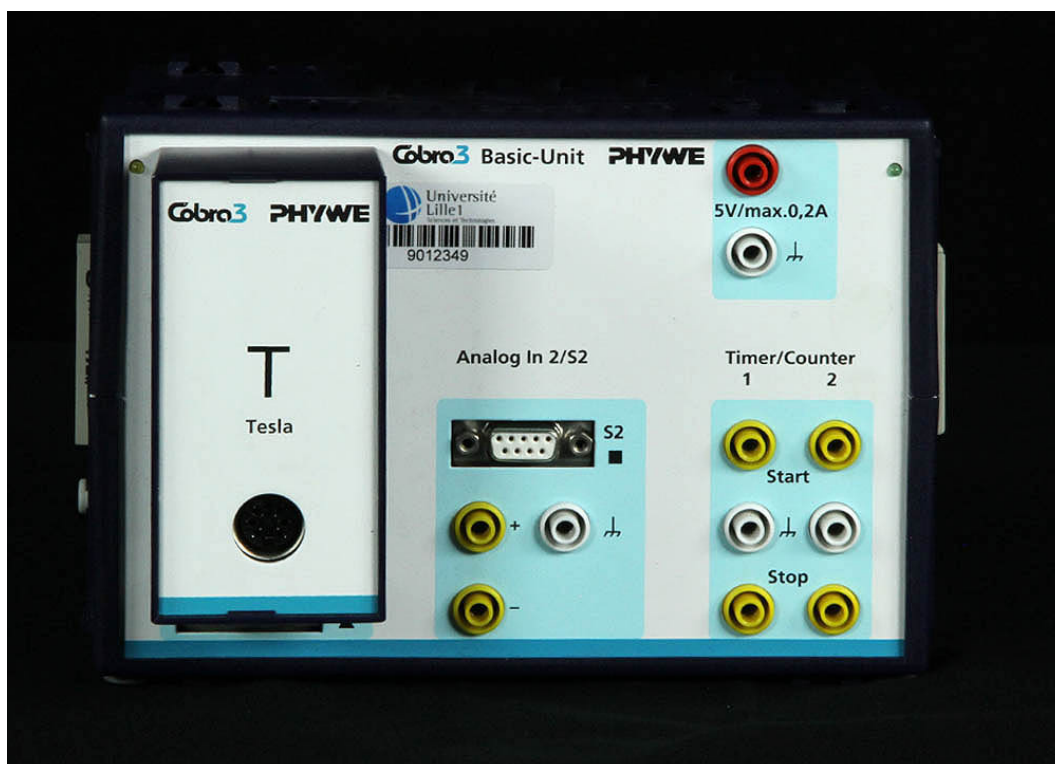 Cobra3 Basic-Unit PHYWE
Cobra3 PHYWE
Université
Lille1
Sciences et Technologies
9012349
5V/max.0,2A
T
Tesla
Analog In 2/S2
S2
+
−
Timer/Counter
1 2
Start
Stop